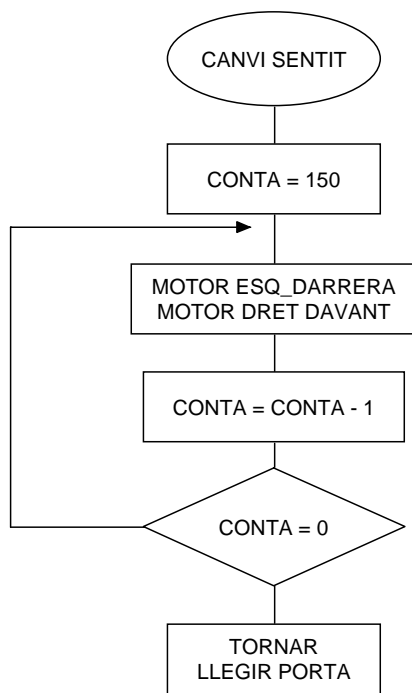 CANVI SENTIT
CONTA = 150
MOTOR ESQ_DARRERA
MOTOR DRET DAVANT
CONTA = CONTA - 1
CONTA = 0
TORNAR
LLEGIR PORTA